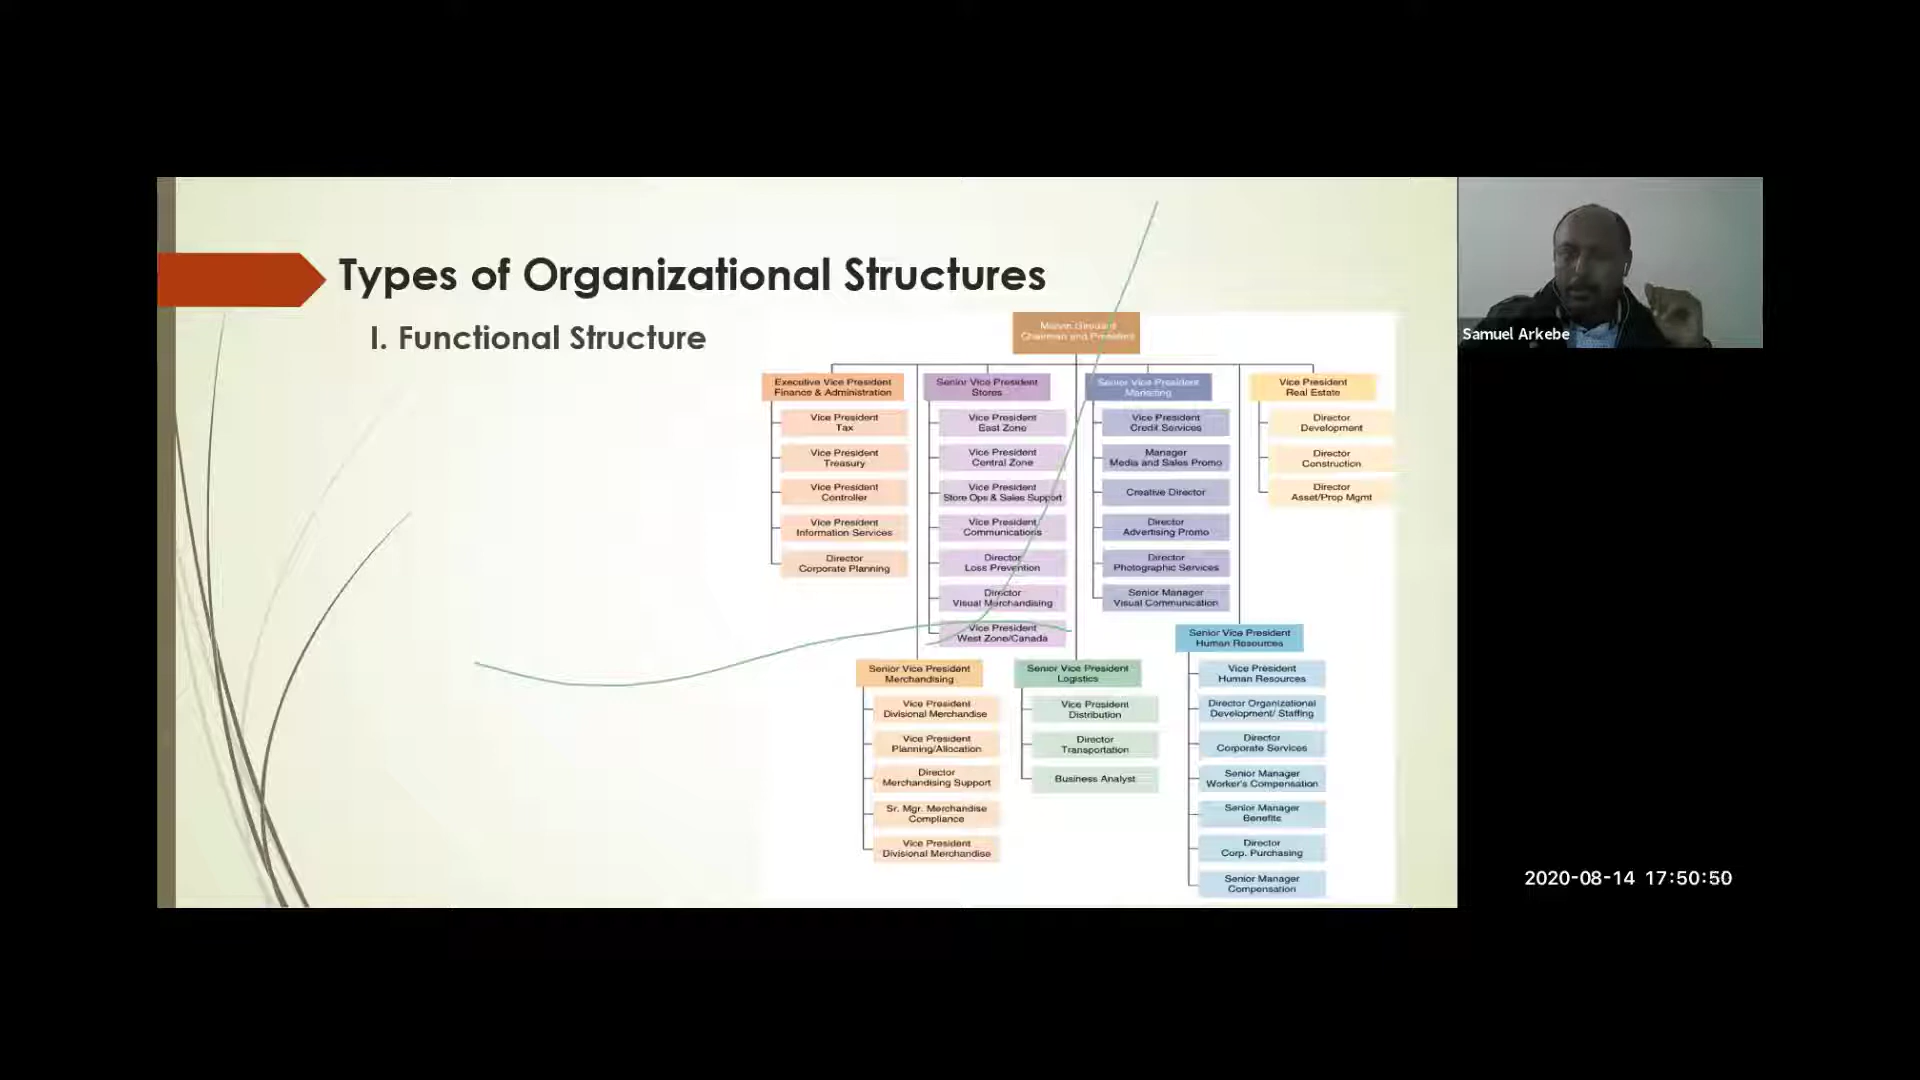 Types of Organizational Structures
I. Functional Structure
Chairman and President
Executive Vice President
Finance & Administration
Vice President
Tax
Vice President
Treasury
Vice President
Controller
Vice President
Information Services
Director
Corporate Planning
Senior Vice President
Stores
Vice President
East Zone
Vice President
Central Zone
Vice President
Store Ops & Sales Support
Vice President
Communications
Director
Loss Prevention
Director
Visual Merchandising
Vice President
West Zone/Canada
Senior Vice President
Marketing
Vice President
Credit Services
Manager
Media and Sales Promo
Creative Director
Director
Advertising Promo
Director
Photographic Services
Senior Manager
Visual Communication
Vice President
Real Estate
Director
Development
Director
Construction
Director
Asset/Prop Mgmt
Senior Vice President
Merchandising
Vice President
Divisional Merchandise
Vice President
Planning/Allocation
Director
Merchandising Support
Sr. Mgr. Merchandise
Compliance
Vice President
Divisional Merchandise
Senior Vice President
Logistics
Vice President
Distribution
Director
Transportation
Business Analyst
Senior Vice President
Human Resources
Vice President
Human Resources
Director Organizational
Development/ Staffing
Director
Corporate Services
Senior Manager
Worker's Compensation
Senior Manager
Benefits
Director
Corp. Purchasing
Senior Manager
Compensation
Samuel Arkebe
2020-08-14 17:50:50